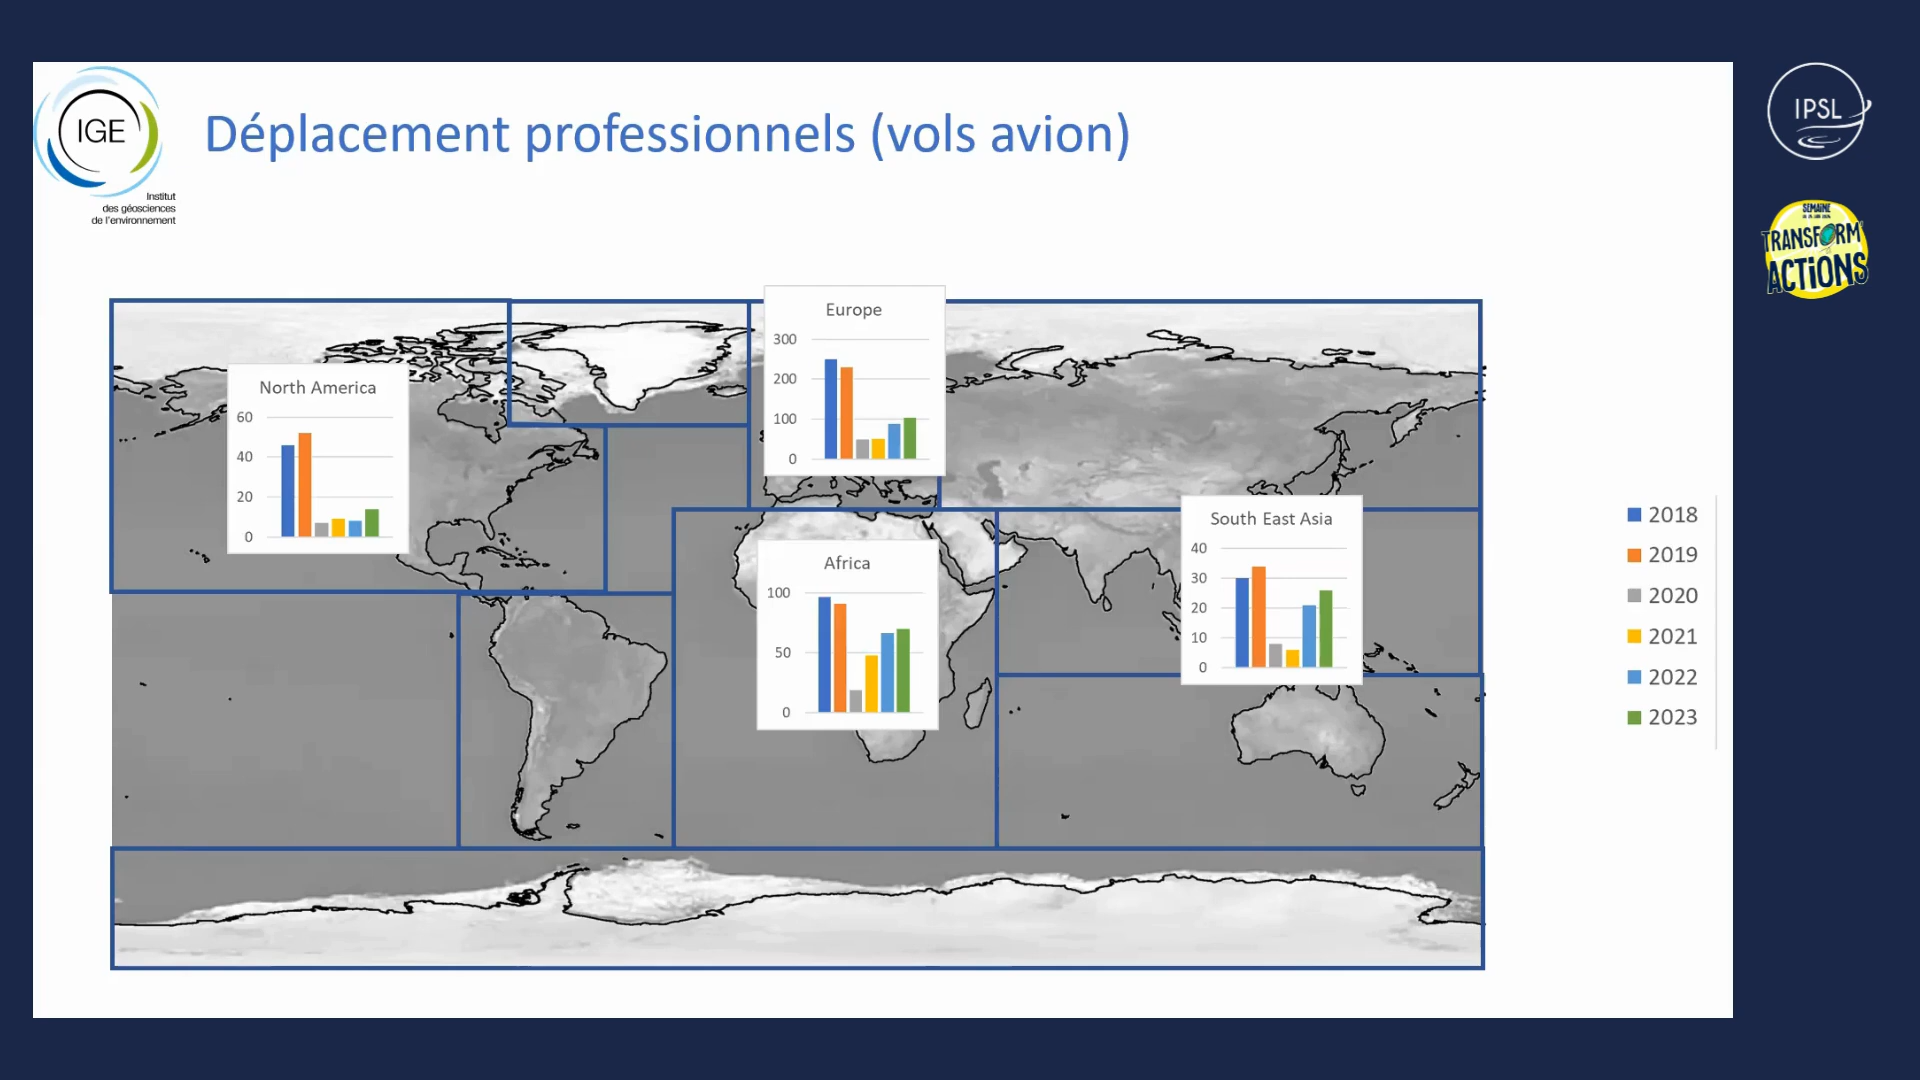 IGE
Institut
des géosciences
de l'environnement
Déplacement professionnels (vols avion)
IPSL
SEMAINE
TRANSFORM'
ACTIONS
Europe
300
200
100
0
North America
60
40
20
0
Africa
100
50
0
South East Asia
40
30
20
10
0
2018
2019
2020
2021
2022
2023